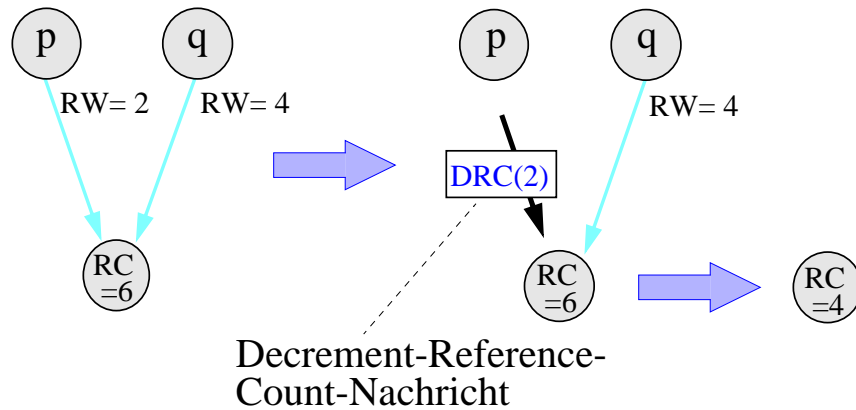 p
q
RW= 2
RW= 4
RC
=6
p
q
RW= 4
DRC(2)
RC
=6
RC
=4
Decrement-Reference-
Count-Nachricht